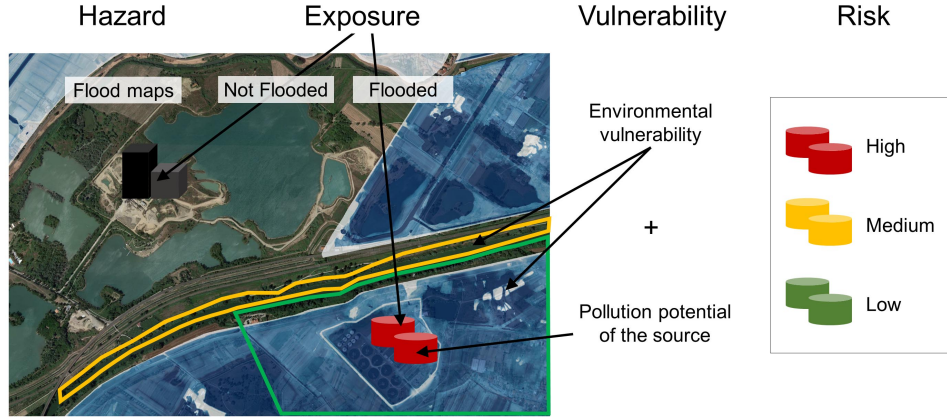 Hazard
Exposure
Vulnerability
Risk
Flood maps
Not Flooded
Flooded
Environmental
vulnerability
+
Pollution potential
of the source
High
Medium
Low